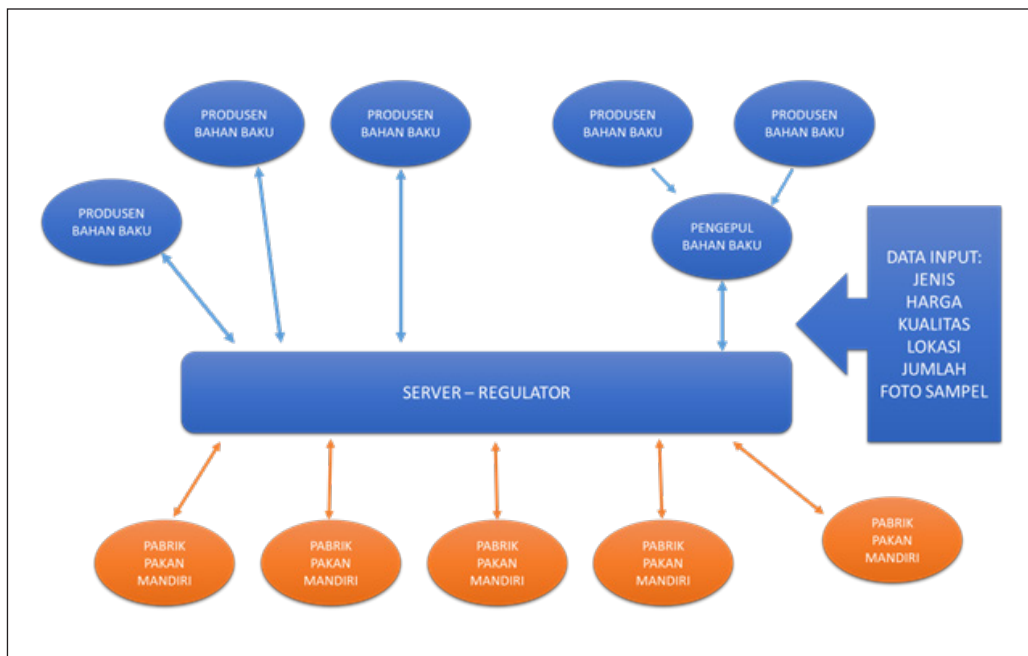 PRODUSEN
BAHAN BAKU
PRODUSEN
BAHAN BAKU
PRODUSEN
BAHAN BAKU
PRODUSEN
BAHAN BAKU
PRODUSEN
BAHAN BAKU
PENGEPUL
BAHAN BAKU
DATA INPUT:
JENIS
HARGA
KUALITAS
LOKASI
JUMLAH
FOTO SAMPEL
SERVER – REGULATOR
PABRIK
PAKAN
MANDIRI
PABRIK
PAKAN
MANDIRI
PABRIK
PAKAN
MANDIRI
PABRIK
PAKAN
MANDIRI
PABRIK
PAKAN
MANDIRI